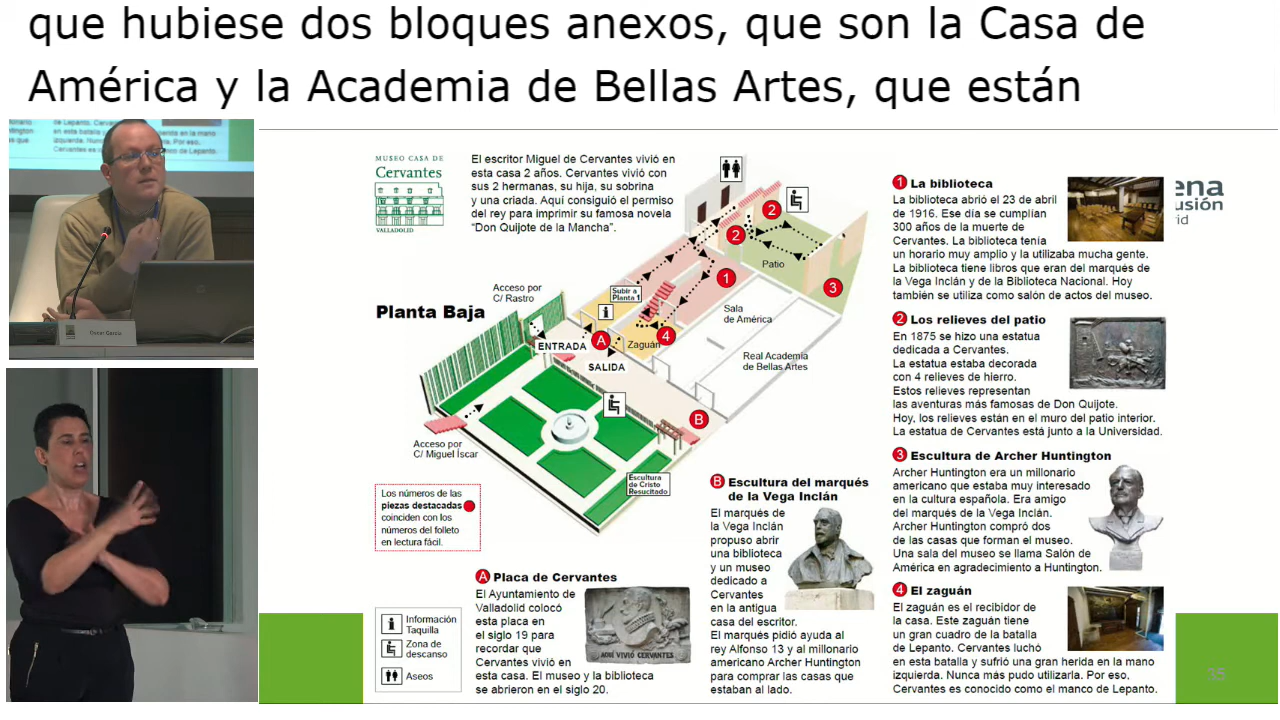 que hubiese dos bloques anexos, que son la Casa de
América y la Academia de Bellas Artes, que están
Oscar García
MUSEO CASA DE
Cervantes
VALLADOLID
El escritor Miguel de Cervantes vivió en
esta casa 2 años. Cervantes vivió con
sus 2 hermanas, su hija, su sobrina
y una criada. Aquí consiguió el permiso
del rey para imprimir su famosa novela
“Don Quijote de la Mancha”.
Planta Baja
Acceso por
C/ Rastro
Subir a
Planta 1
i
ENTRADA
A
SALIDA
Zaguán
4
1
2
2
3
Patio
Sala
de América
Real Academia
de Bellas Artes
B
Acceso por
C/ Miguel Iscar
Escultura
de Cristo
Resucitado
Los números de las
piezas destacadas
coinciden con los
números del folleto
en lectura fácil.
i Información
Taquilla
Zona de
descanso
Aseos
A Placa de Cervantes
El Ayuntamiento de
Valladolid colocó
esta placa en
el siglo 19 para
recordar que
Cervantes vivió en
esta casa. El museo y la biblioteca
se abrieron en el siglo 20.
AQUÍ VIVIÓ CERVANTES
B Escultura del marqués
de la Vega Inclán
El marqués de
la Vega Inclán
propuso abrir
una biblioteca
y un museo
dedicado a
Cervantes
en la antigua
casa del escritor.
El marqués pidió ayuda al
rey Alfonso 13 y al millonario
americano Archer Huntington
para comprar las casas que
estaban al lado.
1 La biblioteca
La biblioteca abrió el 23 de abril
de 1916. Ese día se cumplían
300 años de la muerte de
Cervantes. La biblioteca tenía
un horario muy amplio y la utilizaba mucha gente.
La biblioteca tiene libros que eran del marqués de
la Vega Inclán y de la Biblioteca Nacional. Hoy
también se utiliza como salón de actos del museo.
2 Los relieves del patio
En 1875 se hizo una estatua
dedicada a Cervantes.
La estatua estaba decorada
con 4 relieves de hierro.
Estos relieves representan
las aventuras más famosas de Don Quijote.
Hoy, los relieves están en el muro del patio interior.
La estatua de Cervantes está junto a la Universidad.
3 Escultura de Archer Huntington
Archer Huntington era un millonario
americano que estaba muy interesado
en la cultura española. Era amigo
del marqués de la Vega Inclán.
Archer Huntington compró dos
de las casas que forman el museo.
Una sala del museo se llama Salón de
América en agradecimiento a Huntington.
4 El zaguán
El zaguán es el recibidor de
la casa. Este zaguán tiene
un gran cuadro de la batalla
de Lepanto. Cervantes luchó
en esta batalla y sufrió una gran herida en la mano
izquierda. Nunca más pudo utilizarla. Por eso,
Cervantes es conocido como el manco de Lepanto.
ena
usión
rid
35